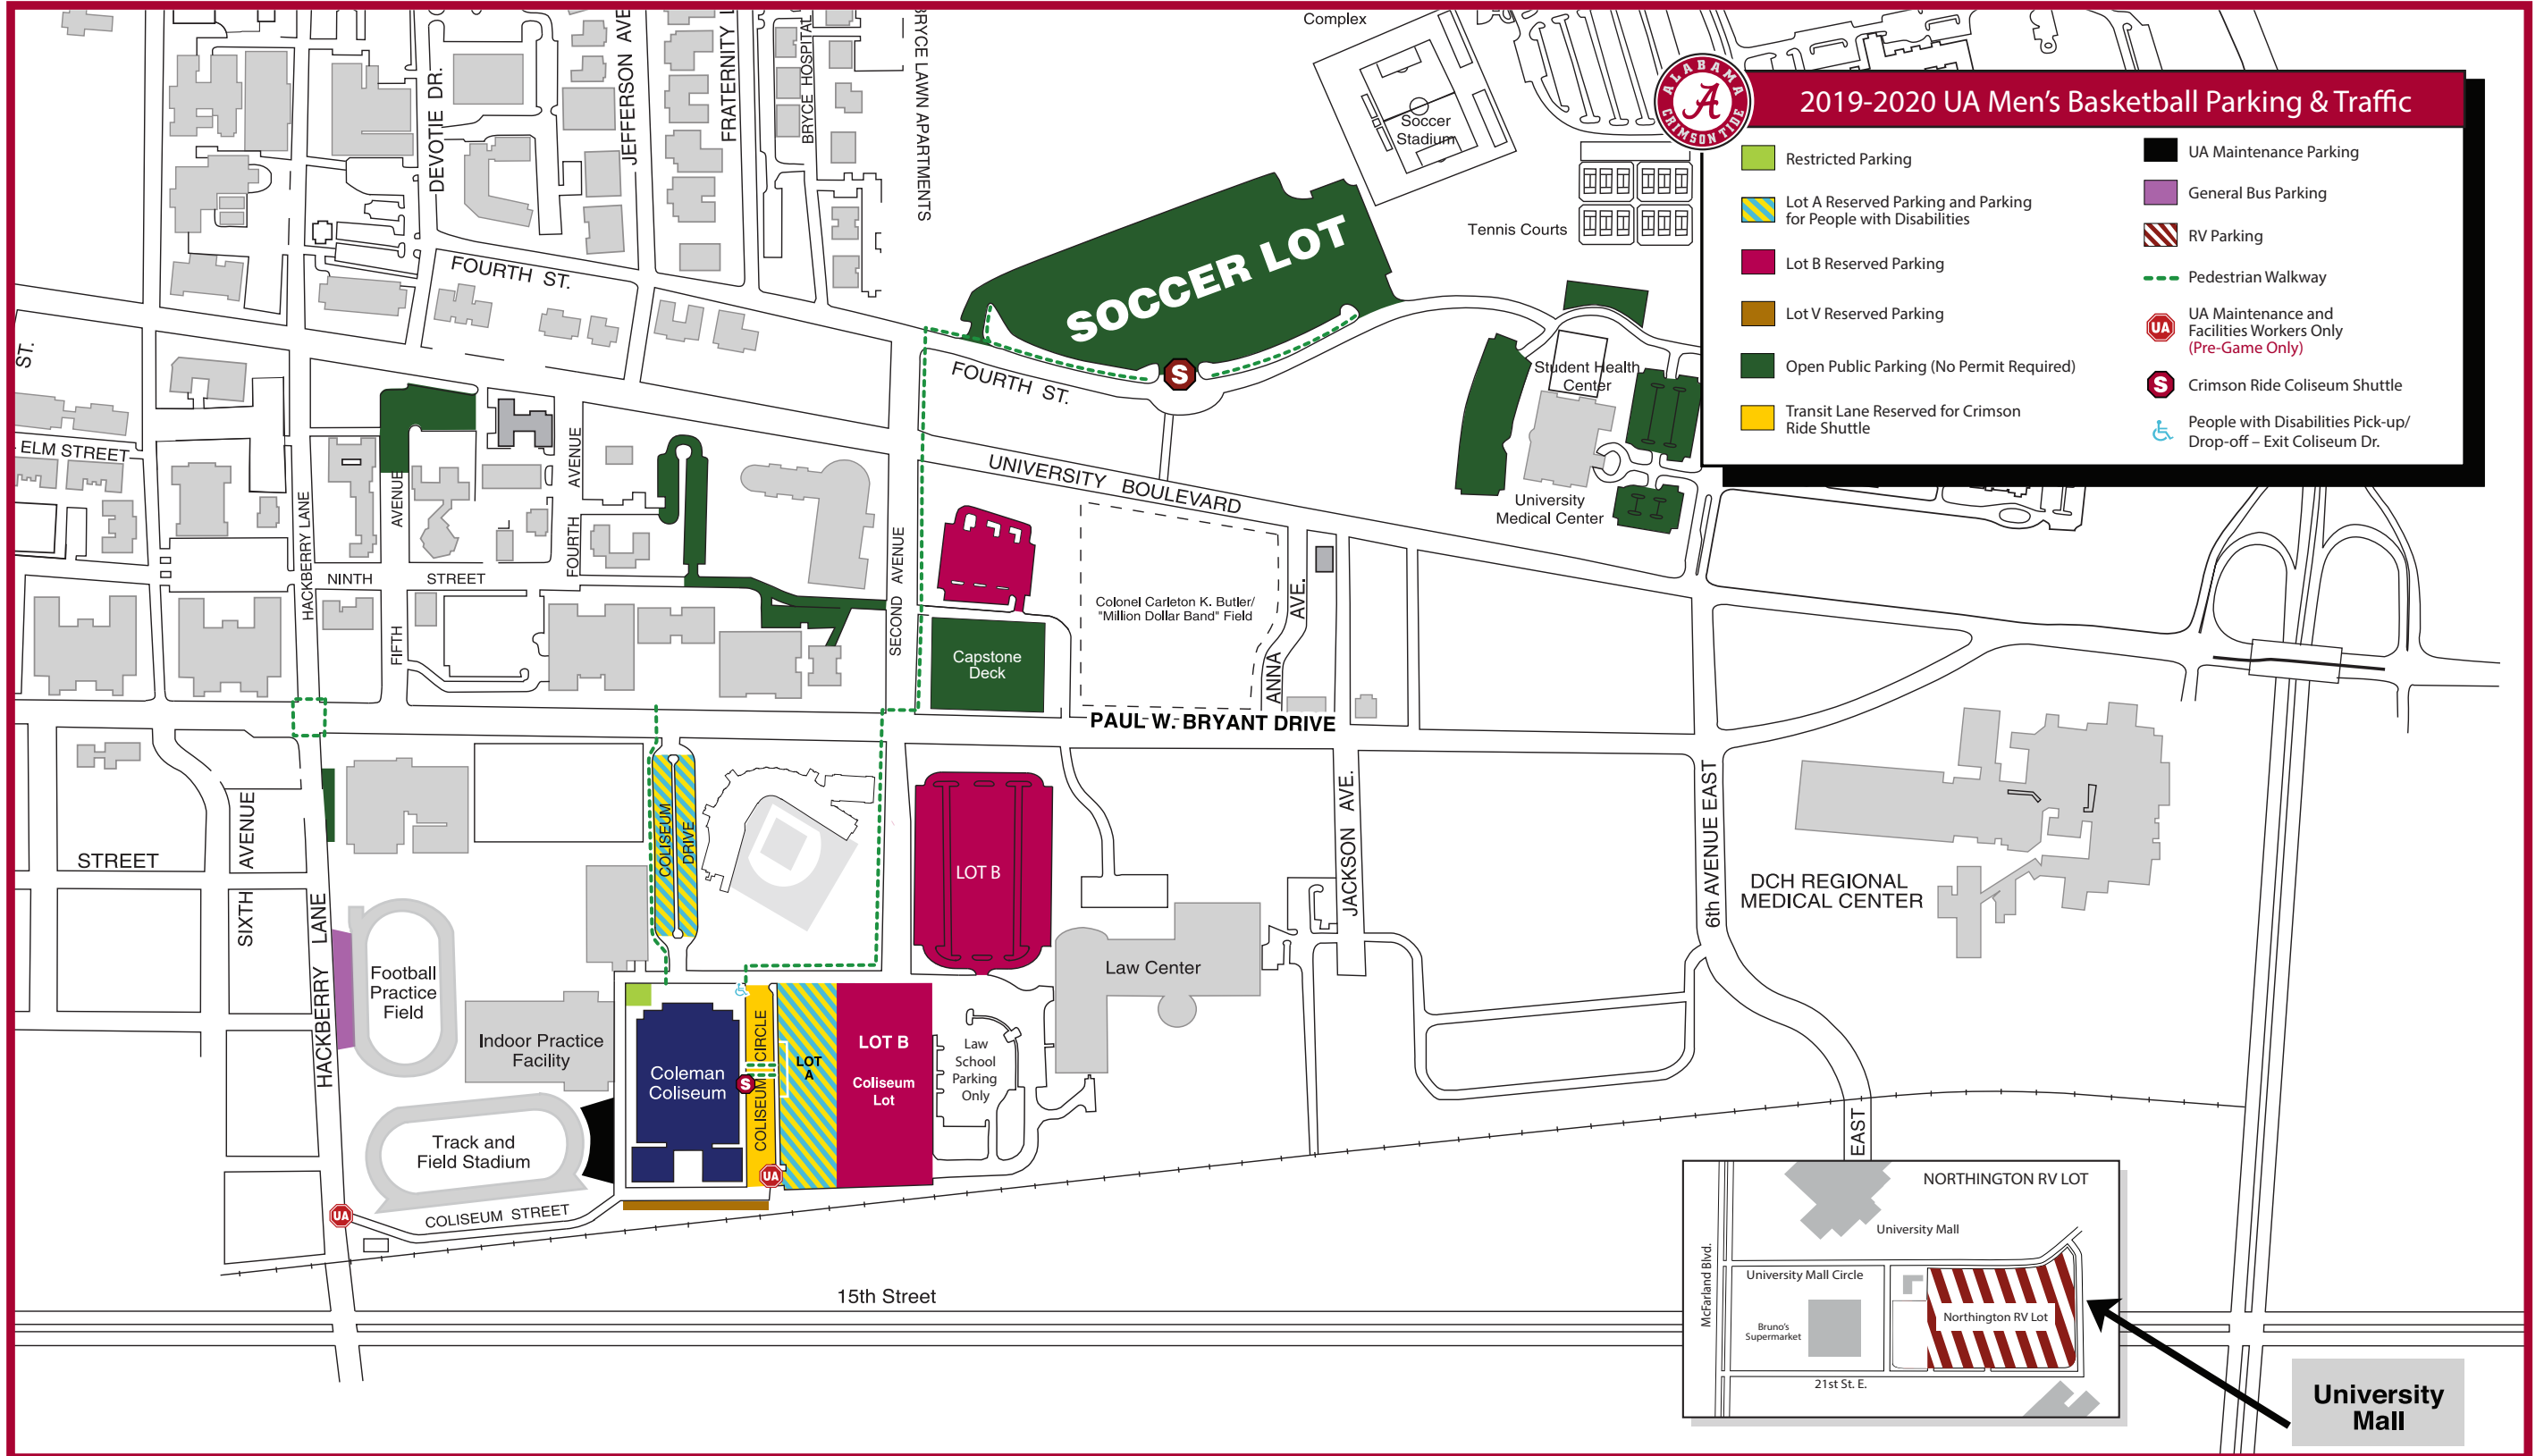 Complex
BRYCE LAWN APARTMENTS
BRYCE HOSPITAL
FRATERNITY
JEFFERSON AVE
DEVOTIE DR.
Soccer
Stadium
ALABAMA
A
CRIMSON TIDE
2019-2020 UA Men's Basketball Parking & Traffic
Restricted Parking
Lot A Reserved Parking and Parking
for People with Disabilities
Lot B Reserved Parking
Lot V Reserved Parking
Open Public Parking (No Permit Required)
Transit Lane Reserved for Crimson
Ride Shuttle
UA Maintenance Parking
General Bus Parking
RV Parking
Pedestrian Walkway
UA
UA Maintenance and
Facilities Workers Only
(Pre-Game Only)
S
Crimson Ride Coliseum Shuttle
People with Disabilities Pick-up/
Drop-off – Exit Coliseum Dr.
Tennis Courts
SOCCER LOT
S
FOURTH ST.
FOURTH ST.
ST.
ELM STREET
Student Health
Center
University
Medical Center
UNIVERSITY BOULEVARD
HACKBERRY LANE
AVENUE
FIFTH
AVENUE
FOURTH
SECOND AVENUE
NINTH
STREET
Colonel Carleton K. Butler/
"Million Dollar Band" Field
AVE.
ANNA
Capstone
Deck
PAUL W. BRYANT DRIVE
STREET
AVENUE
SIXTH
HACKBERRY LANE
COLISEUM
DRIVE
LOT B
JACKSON AVE.
6th AVENUE EAST
DCH REGIONAL
MEDICAL CENTER
Football
Practice
Field
Indoor Practice
Facility
Law Center
Coleman
Coliseum
COLISEUM CIRCLE
S
LOT
A
LOT B
Coliseum
Lot
Law
School
Parking
Only
Track and
Field Stadium
UA
UA
COLISEUM STREET
EAST
15th Street
NORTHINGTON RV LOT
University Mall
McFarland Blvd.
University Mall Circle
Bruno's
Supermarket
Northington RV Lot
21st St. E.
University
Mall